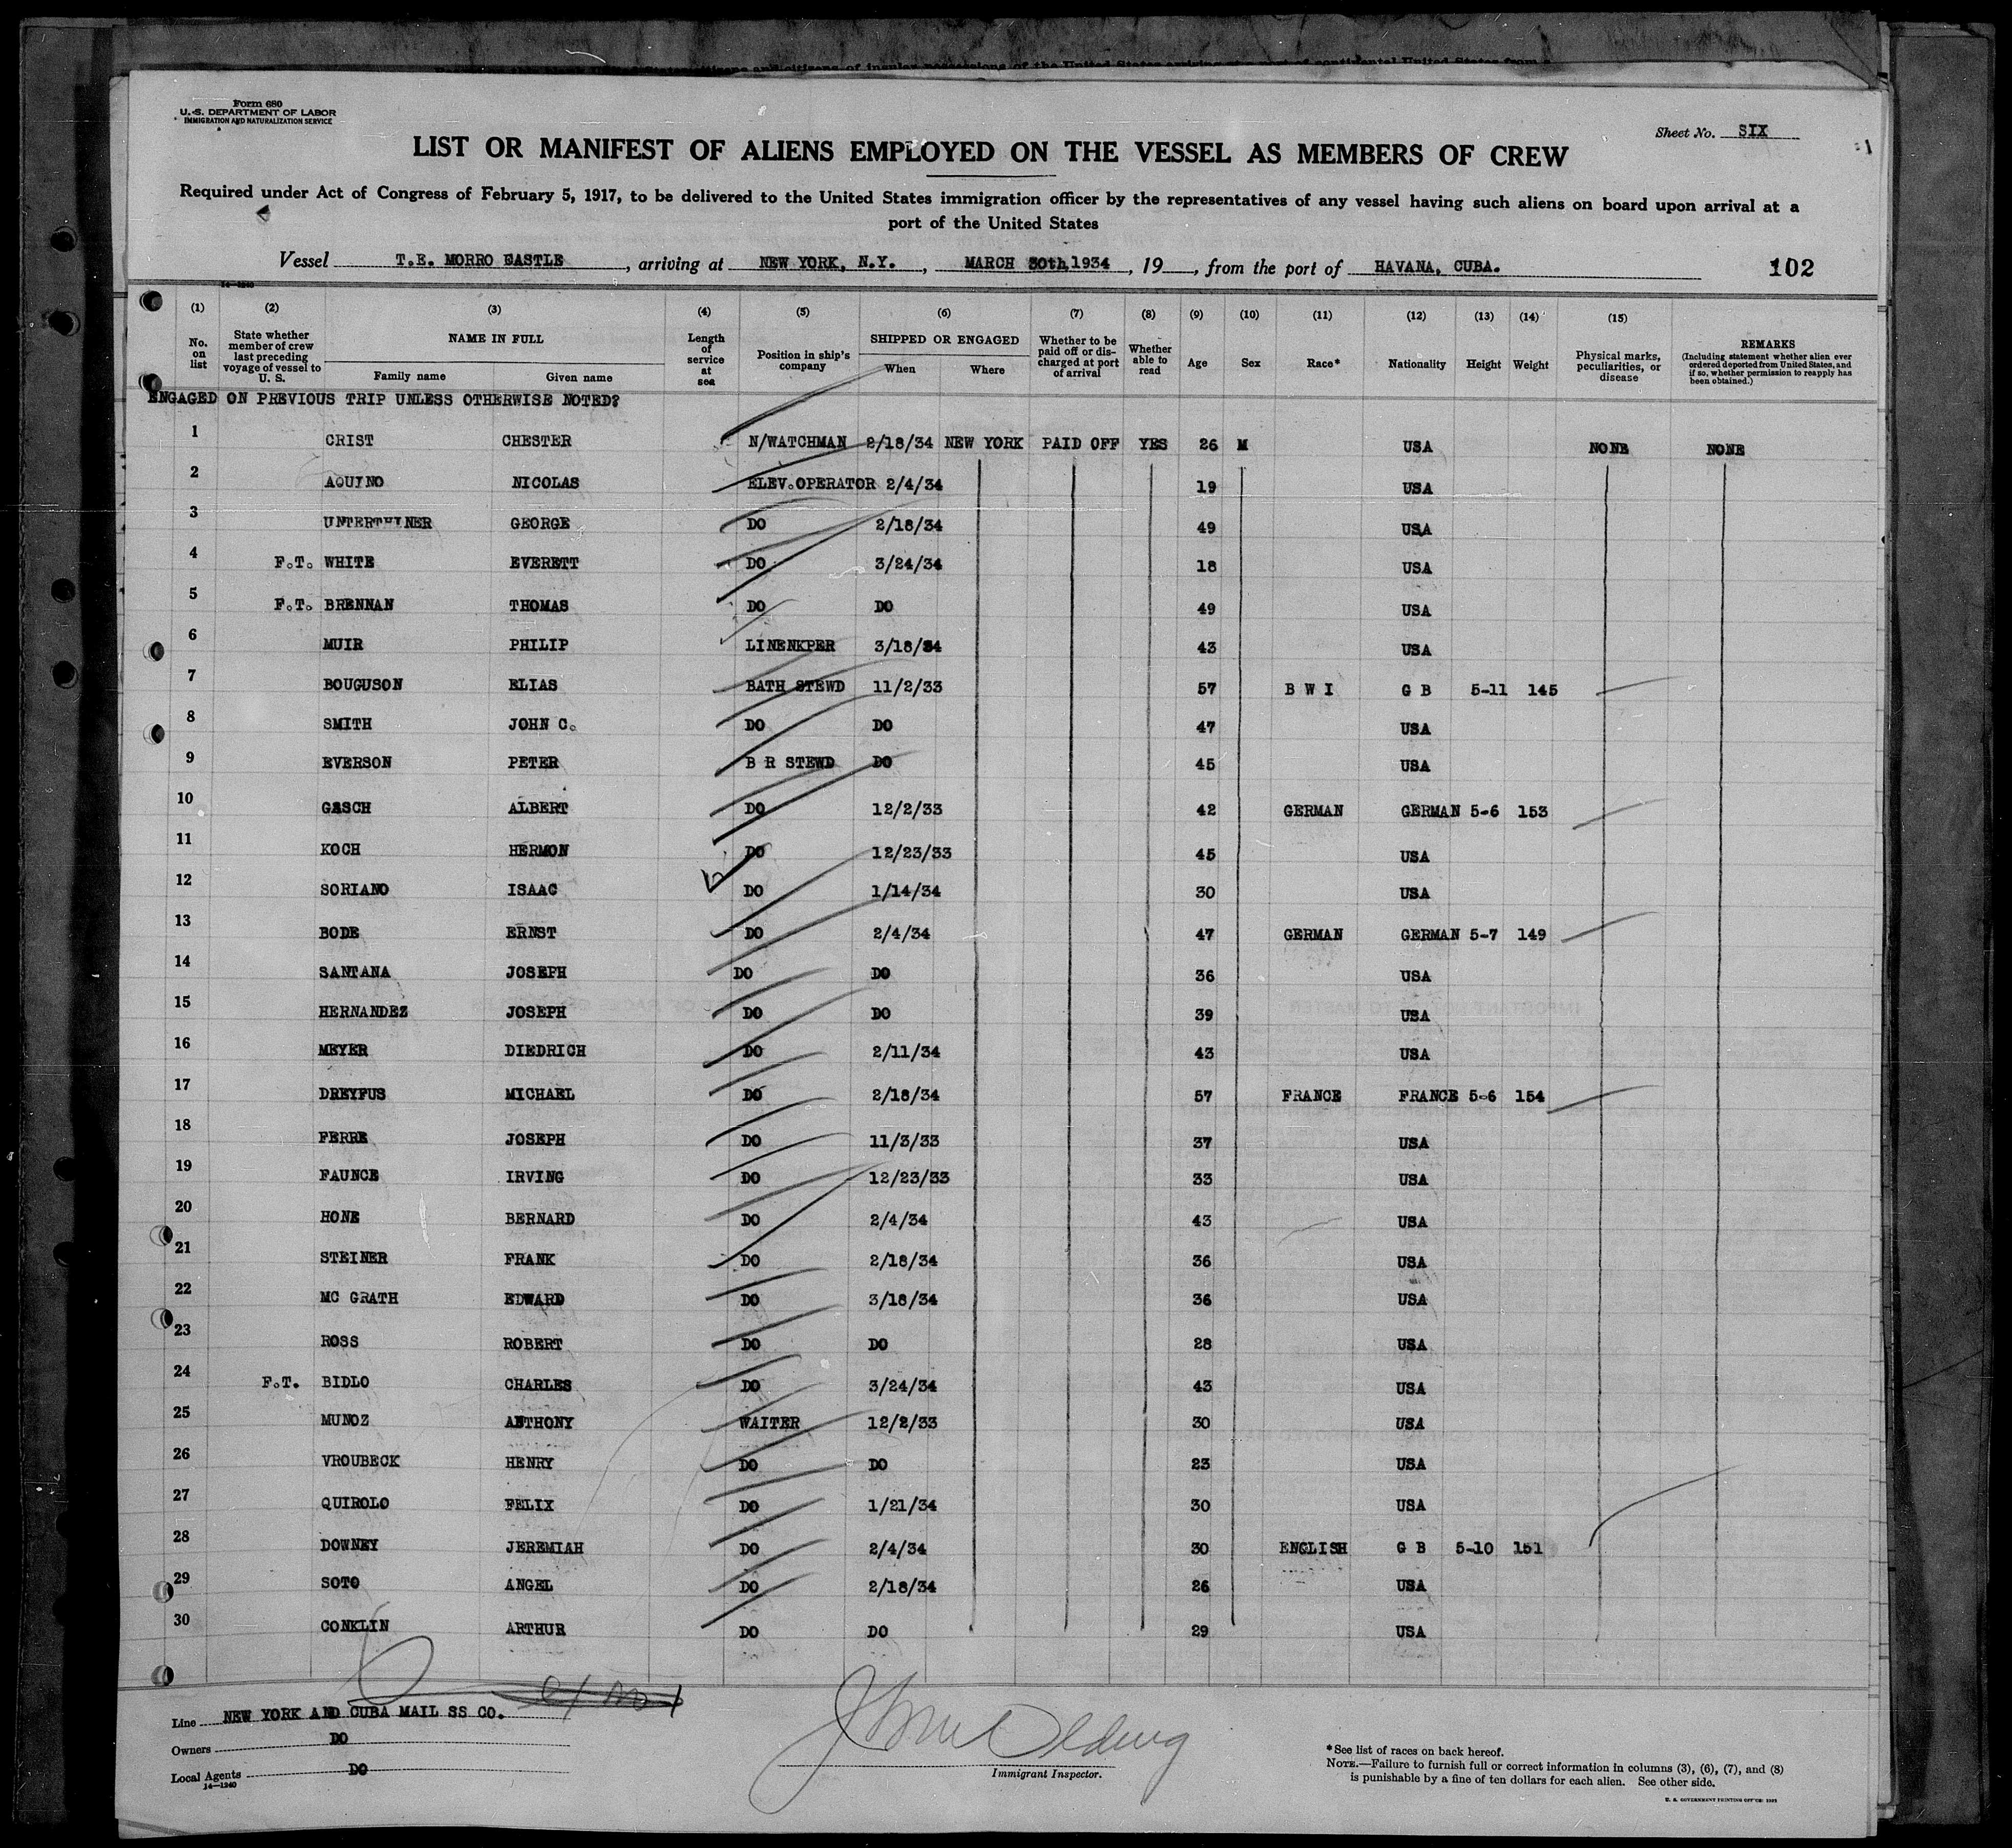 Form 680
U. S. DEPARTMENT OF LABOR
IMMIGRATION AND NATURALIZATION SERVICE
Sheet No. SIX
LIST OR MANIFEST OF ALIENS EMPLOYED ON THE VESSEL AS MEMBERS OF CREW
Required under Act of Congress of February 5, 1917, to be delivered to the United States immigration officer by the representatives of any vessel having such aliens on board upon arrival at a
port of the United States
Vessel T.E. MORRO CASTLE, arriving at NEW YORK, N.Y., MARCH 30th,1934, 19, from the port of HAVANA, CUBA. 102
14—1240
(1) (2) (3) (4) (5) (6) (7) (8) (9) (10) (11) (12) (13) (14) (15)
No. on list State whether member of crew last preceding voyage of vessel to U. S. NAME IN FULL Family name Given name Length of service at sea Position in ship's company SHIPPED OR ENGAGED When Where Whether to be paid off or discharged at port of arrival Whether able to read Age Sex Race* Nationality Height Weight Physical marks, peculiarities, or disease REMARKS (Including statement whether alien ever ordered deported from United States, and if so, whether permission to reapply has been obtained.)
ENGAGED ON PREVIOUS TRIP UNLESS OTHERWISE NOTED?
1 CRIST CHESTER N/WATCHMAN 2/18/34 NEW YORK PAID OFF YES 26 M USA NONE NONE
2 AQUINO NICOLAS ELEV.OPERATOR 2/4/34 19 USA
3 UNTERTHINER GEORGE DO 2/18/34 49 USA
4 F.T. WHITE EVERETT DO 3/24/34 18 USA
5 F.T. BRENNAN THOMAS DO DO 49 USA
6 MUIR PHILIP LINENKPER 3/18/34 43 USA
7 BOUGUSON ELIAS BATH STEWD 11/2/33 57 B W I G B 5-11 145
8 SMITH JOHN C. DO DO 47 USA
9 EVERSON PETER B R STEWD DO 45 USA
10 GASCH ALBERT DO 12/2/33 42 GERMAN GERMAN 5-6 153
11 KOCH HERMON DO 12/23/33 45 USA
12 SORIANO ISAAC DO 1/14/34 30 USA
13 BODE ERNST DO 2/4/34 47 GERMAN GERMAN 5-7 149
14 SANTANA JOSEPH DO DO 36 USA
15 HERNANDEZ JOSEPH DO DO 39 USA
16 MEYER DIEDRICH DO 2/11/34 43 USA
17 DREYFUS MICHAEL DO 2/18/34 57 FRANCE FRANCE 5-6 154
18 FERRE JOSEPH DO 11/3/33 37 USA
19 FAUNCE IRVING DO 12/23/33 33 USA
20 HONE BERNARD DO 2/4/34 43 USA
21 STEINER FRANK DO 2/18/34 36 USA
22 MC GRATH EDWARD DO 3/18/34 36 USA
23 ROSS ROBERT DO DO 28 USA
24 F.T. BIDLO CHARLES DO 3/24/34 43 USA
25 MUNOZ ANTHONY WAITER 12/2/33 30 USA
26 VROUBECK HENRY DO DO 23 USA
27 QUIROLO FELIX DO 1/21/34 30 USA
28 DOWNEY JEREMIAH DO 2/4/34 30 ENGLISH G B 5-10 151
29 SOTO ANGEL DO 2/18/34 26 USA
30 CONKLIN ARTHUR DO DO 29 USA
Line NEW YORK AND CUBA MAIL SS CO.
Owners DO
Local Agents DO
14—1240
Immigrant Inspector.
*See list of races on back hereof.
NOTE.—Failure to furnish full or correct information in columns (3), (6), (7), and (8)
is punishable by a fine of ten dollars for each alien. See other side.